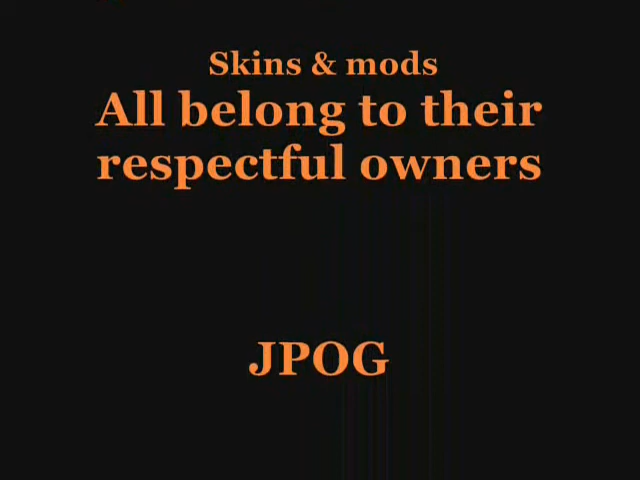 Skins & mods
All belong to their
respectful owners
JPOG